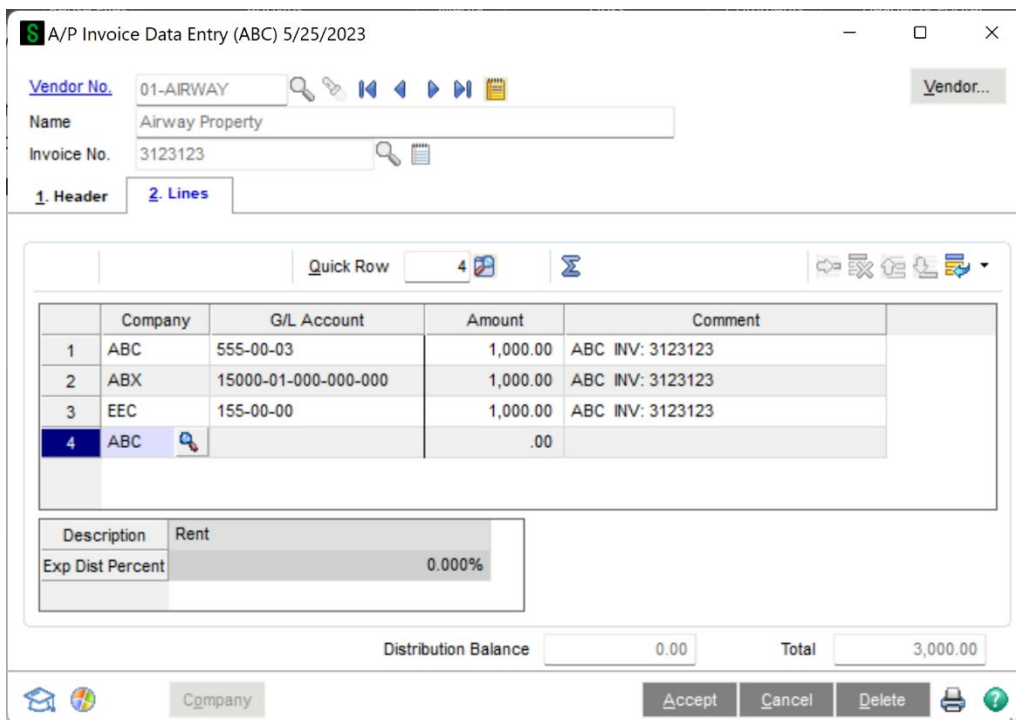 S A/P Invoice Data Entry (ABC) 5/25/2023
Vendor No. 01-AIRWAY Vendor...
Name Airway Property
Invoice No. 3123123
1. Header 2. Lines
Quick Row 4 Σ
Company G/L Account Amount Comment
1 ABC 555-00-03 1,000.00 ABC INV: 3123123
2 ABX 15000-01-000-000-000 1,000.00 ABC INV: 3123123
3 EEC 155-00-00 1,000.00 ABC INV: 3123123
4 ABC .00
Description Rent
Exp Dist Percent 0.000%
Distribution Balance 0.00 Total 3,000.00
Company Accept Cancel Delete ?